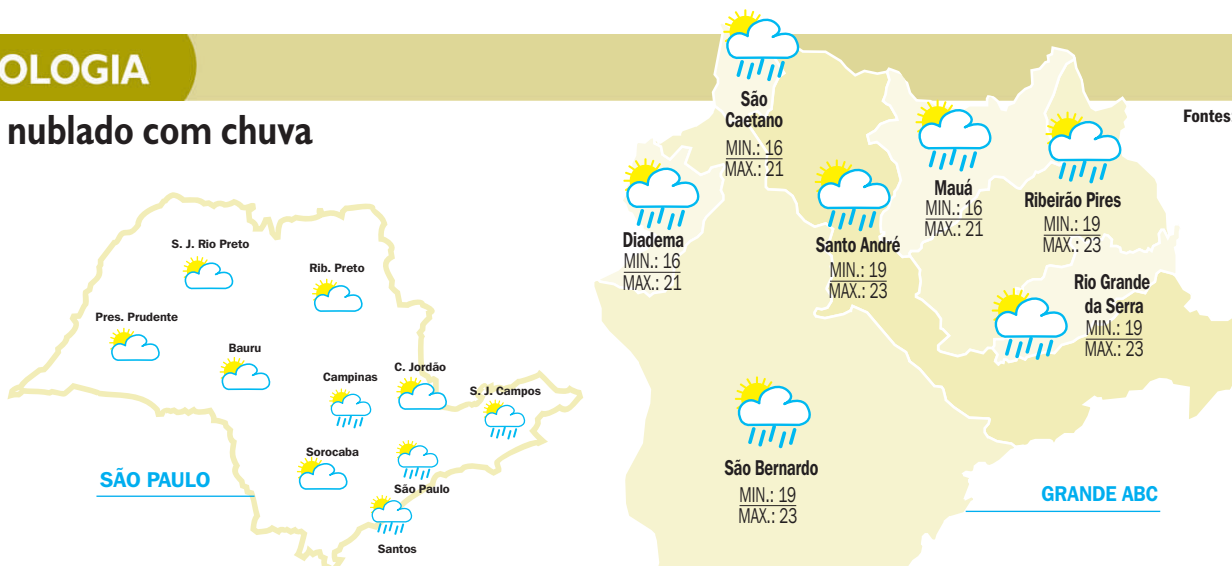 OLOGIA
nublado com chuva
Fontes
S. J. Rio Preto
Rib. Preto
Pres. Prudente
Bauru
Campinas
C. Jordão
S. J. Campos
Sorocaba
São Paulo
Santos
SÃO PAULO
São
Caetano
MIN.: 16
MAX.: 21
Diadema
MIN.: 16
MAX.: 21
Santo André
MIN.: 19
MAX.: 23
Mauá
MIN.: 16
MAX.: 21
Ribeirão Pires
MIN.: 19
MAX.: 23
Rio Grande
da Serra
MIN.: 19
MAX.: 23
São Bernardo
MIN.: 19
MAX.: 23
GRANDE ABC